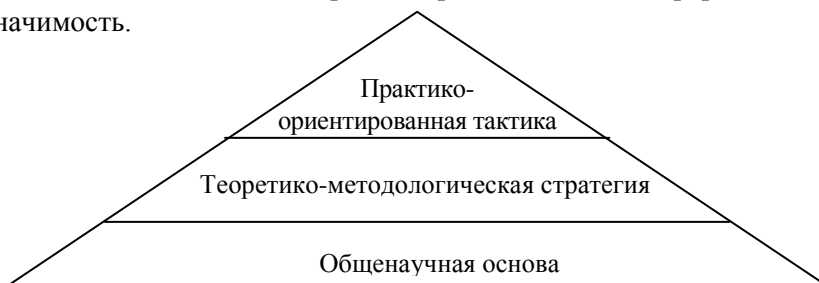 начимость.
Практико-
ориентированная тактика
Теоретико-методологическая стратегия
Общенаучная основа